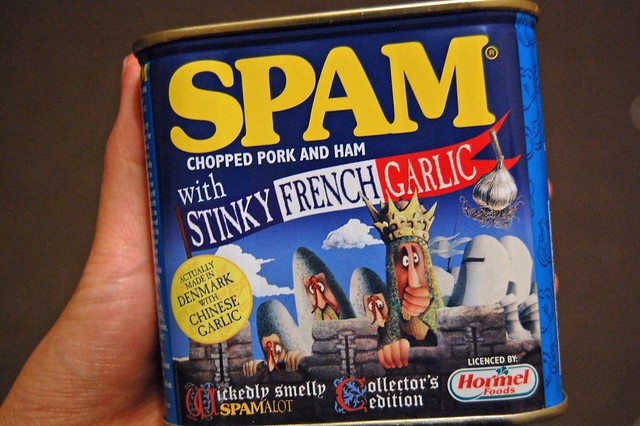 SPAM®
CHOPPED PORK AND HAM
with
STINKY FRENCH GARLIC
ACTUALLY
MADE IN
DENMARK
WITH
CHINESE
GARLIC
Wickedly smelly
SPAMALOT
Collector's
edition
LICENCED BY:
Hormel
Foods